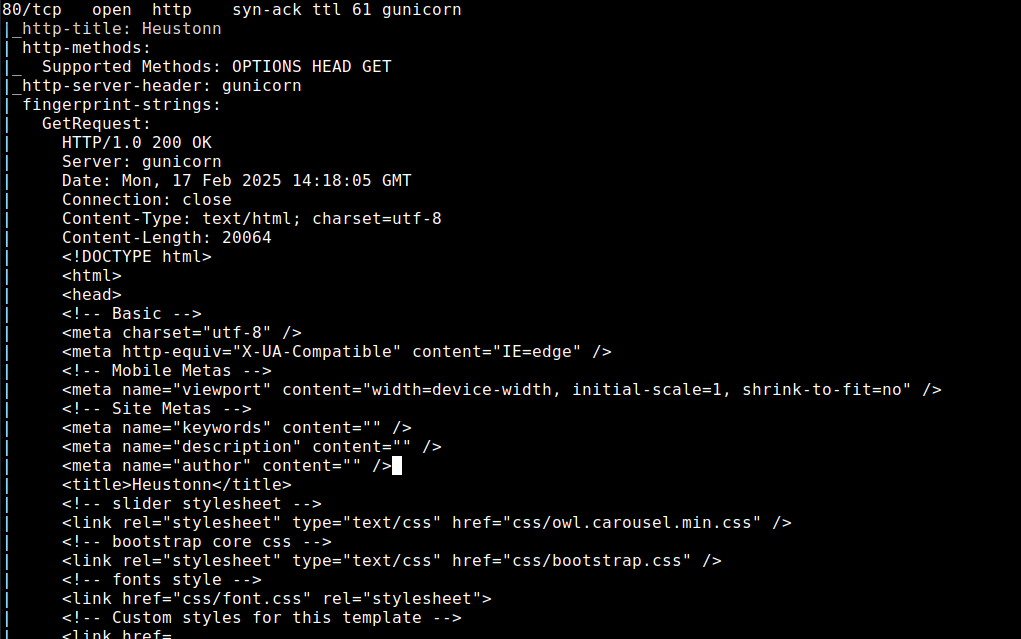 80/tcp   open  http    syn-ack ttl 61 gunicorn
|_http-title: Heustonn
| http-methods:
|_  Supported Methods: OPTIONS HEAD GET
|_http-server-header: gunicorn
| fingerprint-strings:
|   GetRequest:
|     HTTP/1.0 200 OK
|     Server: gunicorn
|     Date: Mon, 17 Feb 2025 14:18:05 GMT
|     Connection: close
|     Content-Type: text/html; charset=utf-8
|     Content-Length: 20064
|     <!DOCTYPE html>
|     <html>
|     <head>
|     <!-- Basic -->
|     <meta charset="utf-8" />
|     <meta http-equiv="X-UA-Compatible" content="IE=edge" />
|     <!-- Mobile Metas -->
|     <meta name="viewport" content="width=device-width, initial-scale=1, shrink-to-fit=no" />
|     <!-- Site Metas -->
|     <meta name="keywords" content="" />
|     <meta name="description" content="" />
|     <meta name="author" content="" />
|     <title>Heustonn</title>
|     <!-- slider stylesheet -->
|     <link rel="stylesheet" type="text/css" href="css/owl.carousel.min.css" />
|     <!-- bootstrap core css -->
|     <link rel="stylesheet" type="text/css" href="css/bootstrap.css" />
|     <!-- fonts style -->
|     <link href="css/font.css" rel="stylesheet">
|     <!-- Custom styles for this template -->
|     <link href=